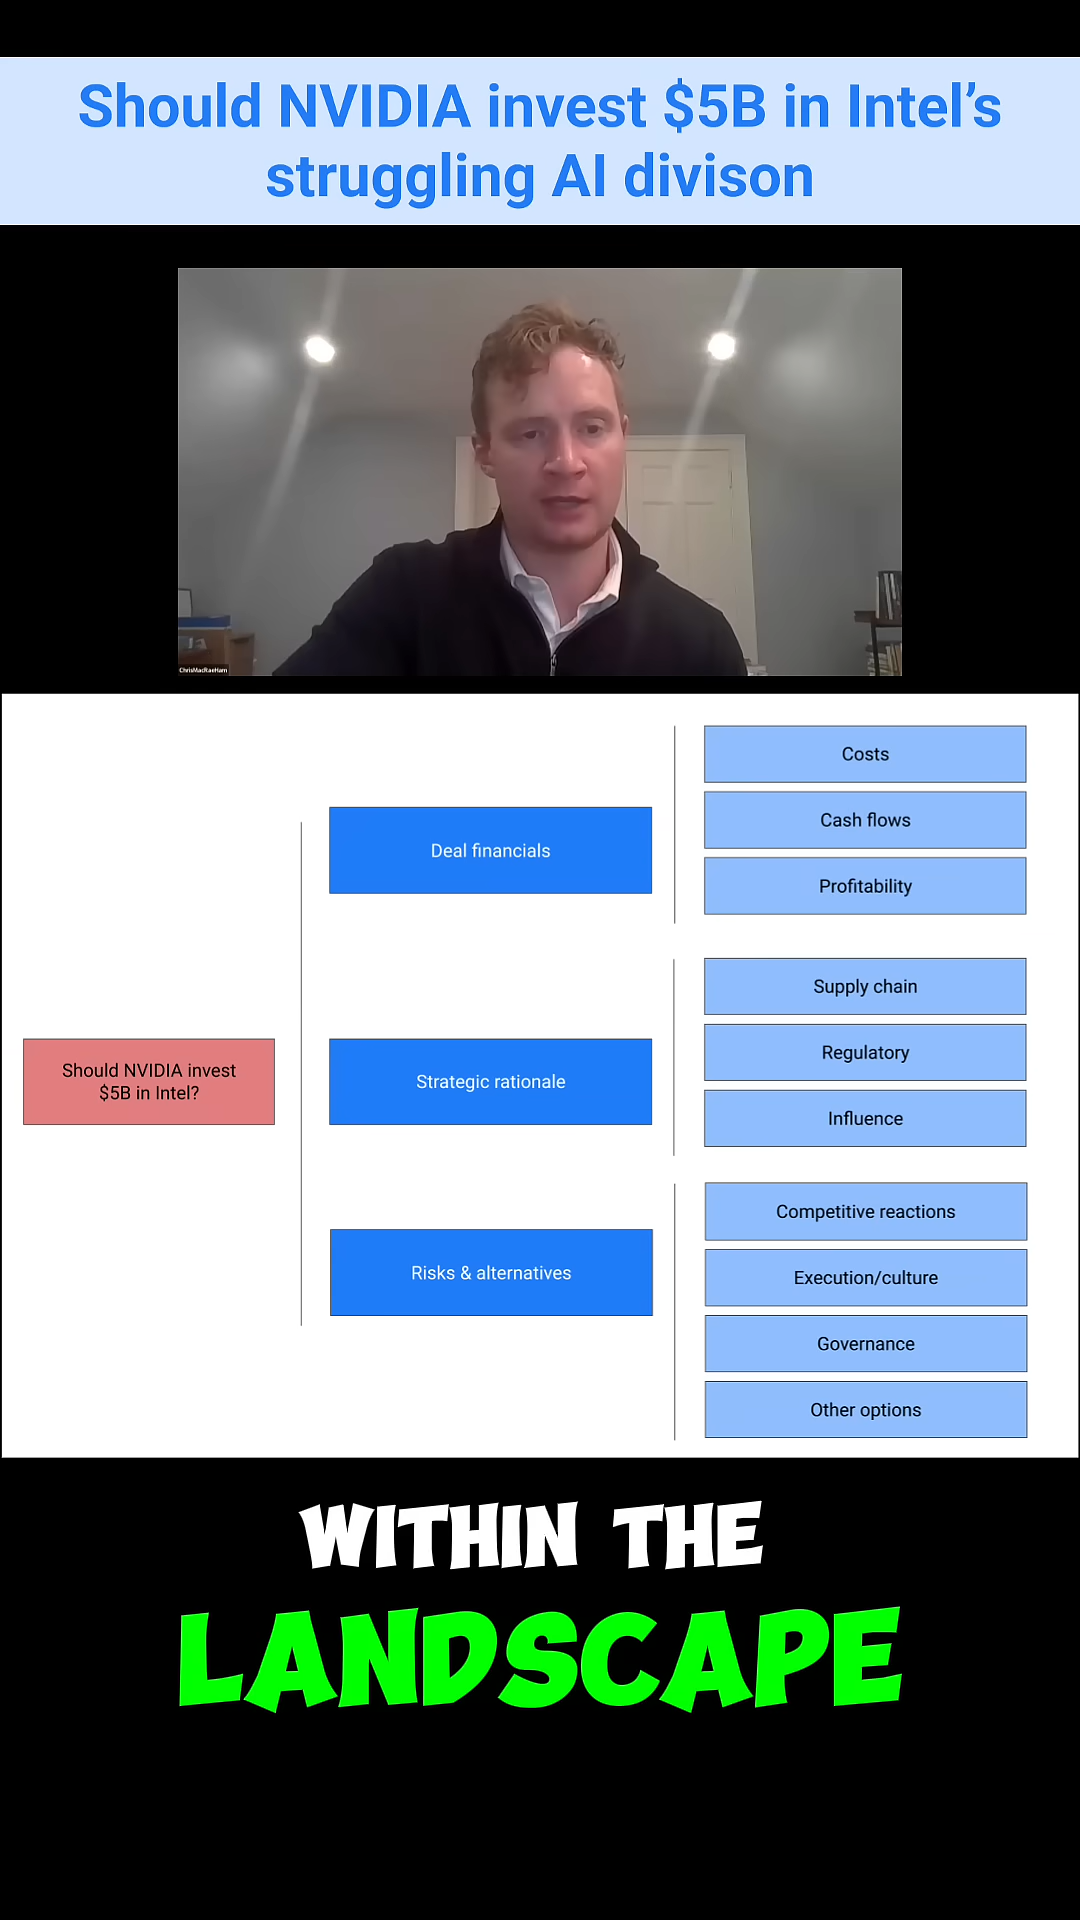 Should NVIDIA invest $5B in Intel’s
struggling AI divison
ChrisMacRaeHam
Costs
Cash flows
Deal financials
Profitability
Supply chain
Regulatory
Should NVIDIA invest
$5B in Intel?
Strategic rationale
Influence
Competitive reactions
Risks & alternatives
Execution/culture
Governance
Other options
WITHIN THE
LANDSCAPE